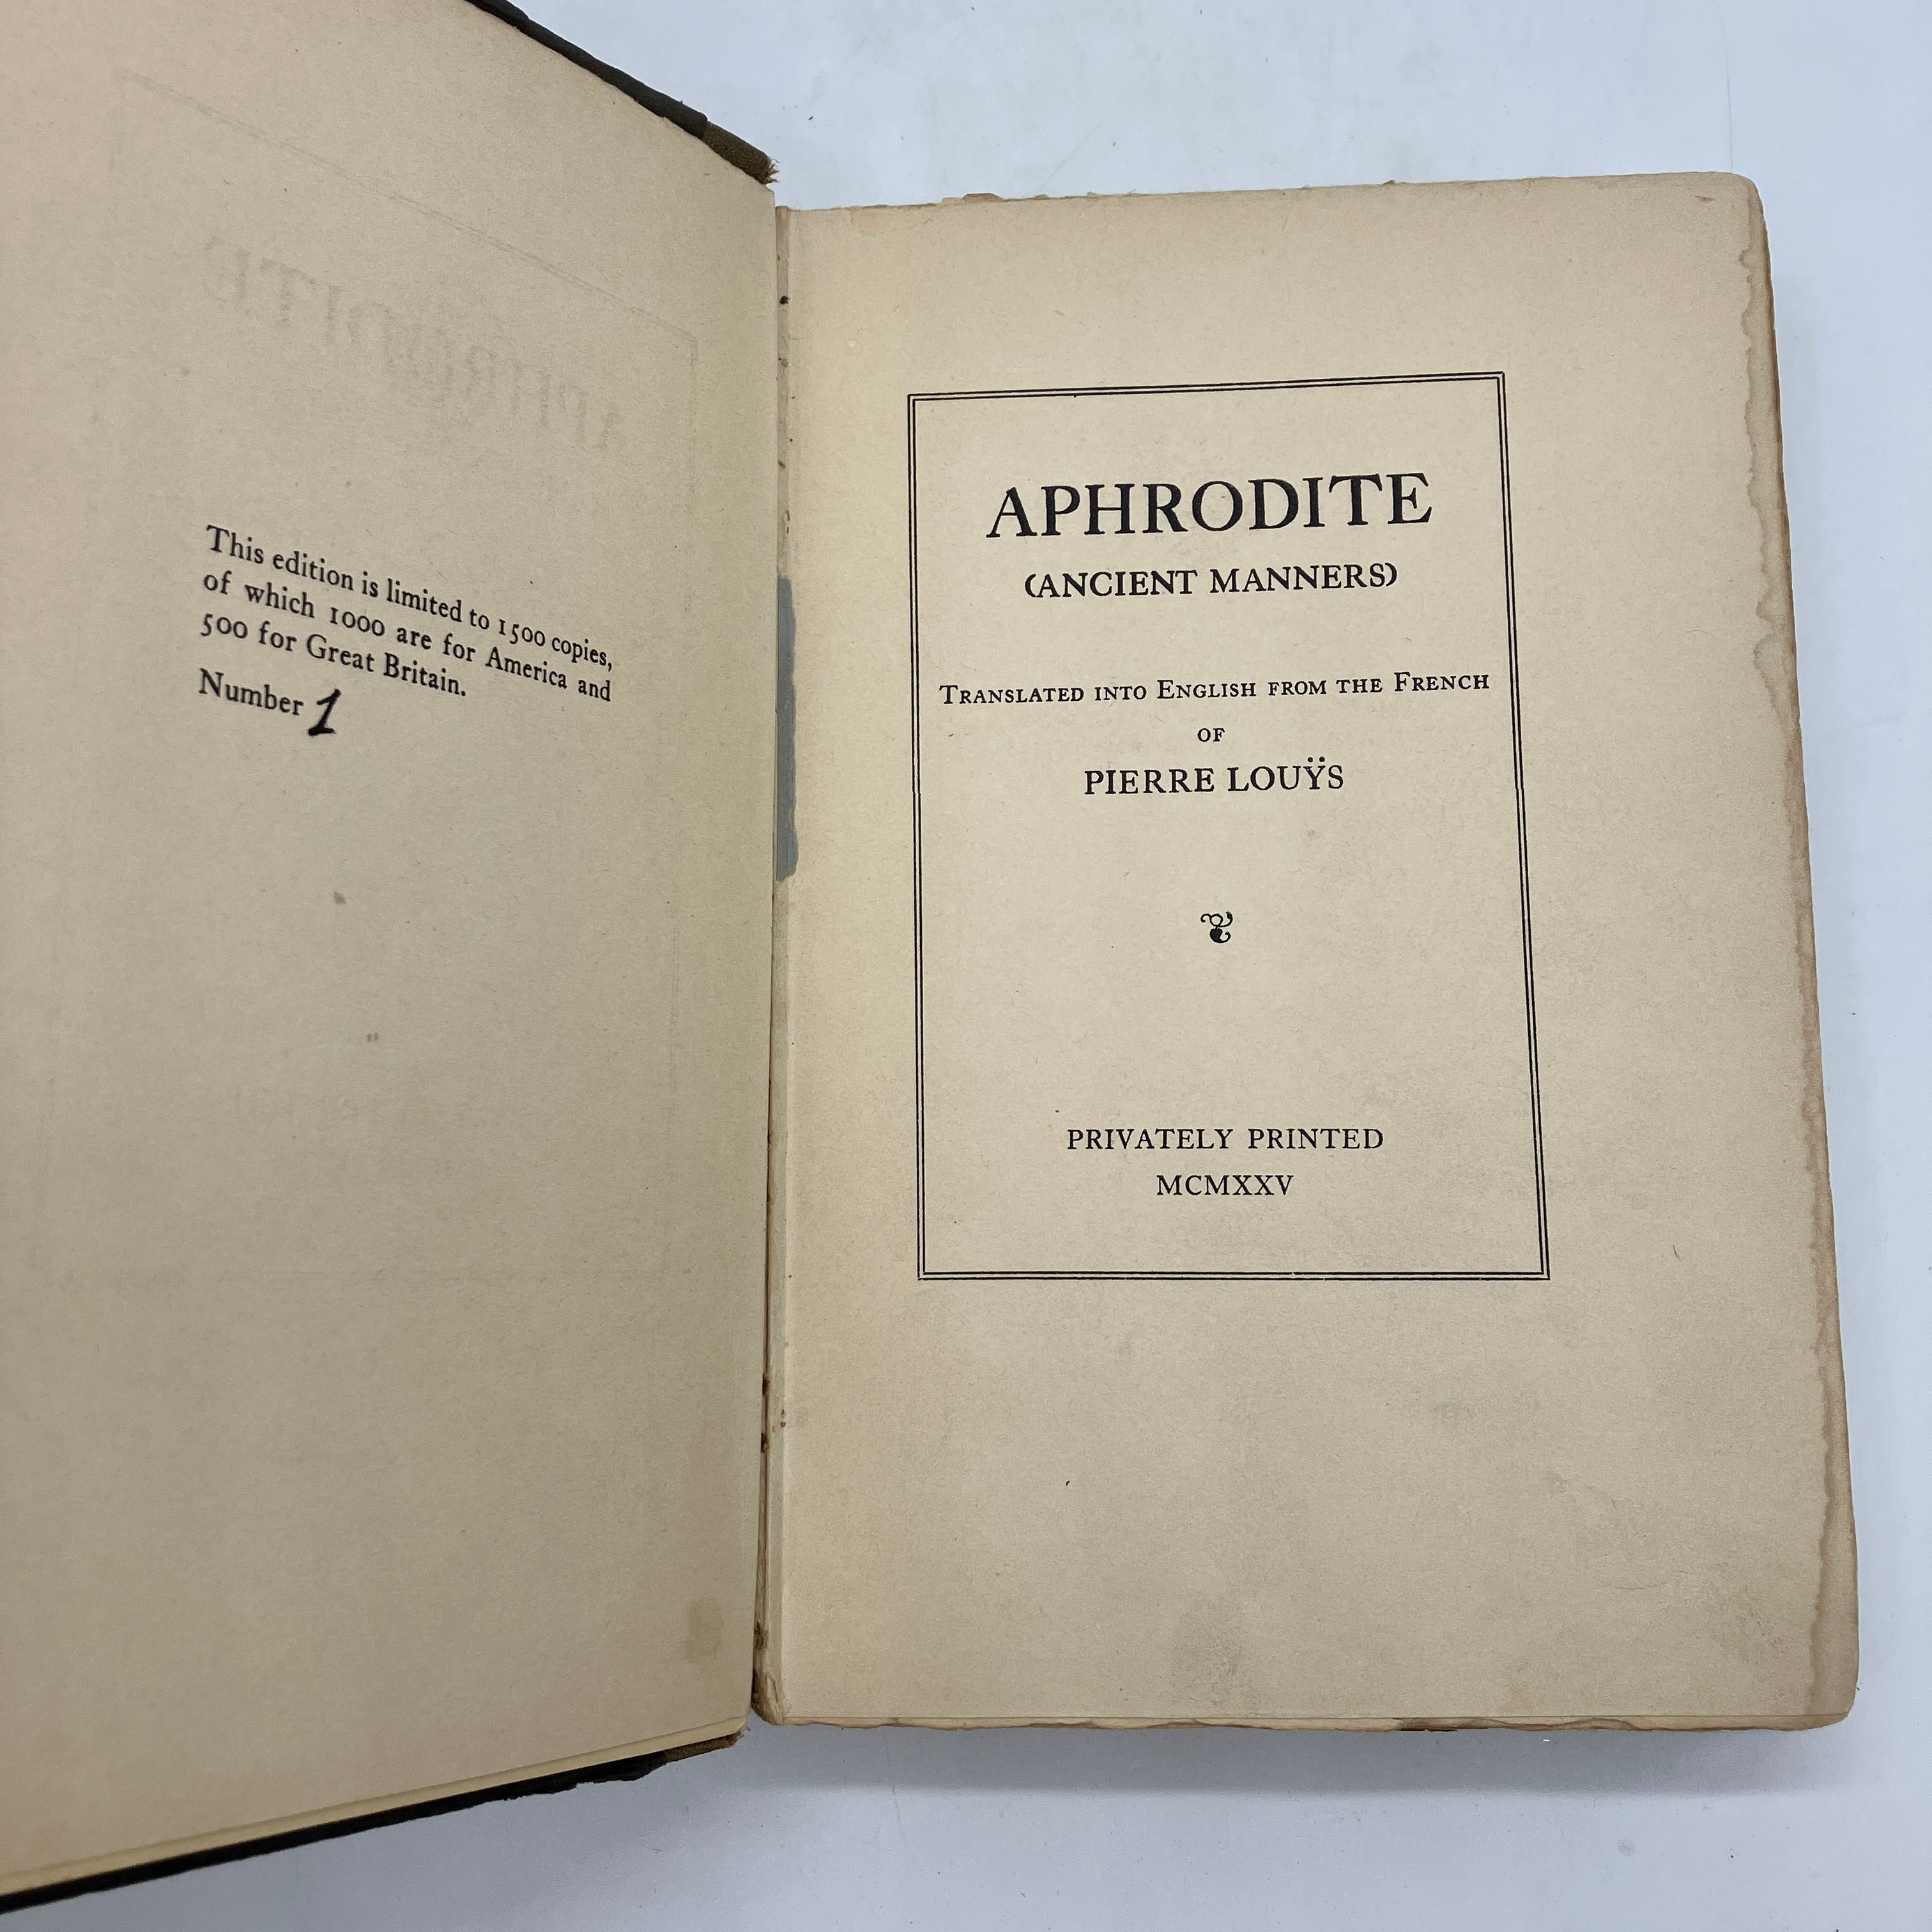 This edition is limited to 1500 copies,
of which 1000 are for America and
500 for Great Britain.
Number 1
APHRODITE
(ANCIENT MANNERS)
TRANSLATED INTO ENGLISH FROM THE FRENCH
OF
PIERRE LOUŸS
PRIVATELY PRINTED
MCMXXV